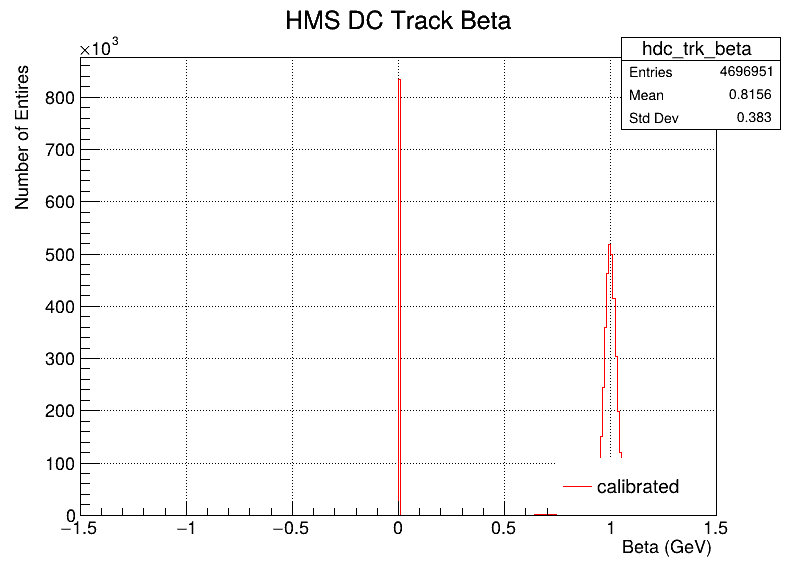 HMS DC Track Beta
×10³
hdc_trk_beta
Entries 4696951
Mean 0.8156
Std Dev 0.383
Number of Entires
800
700
600
500
400
300
200
100
0
calibrated
−1.5 −1 −0.5 0 0.5 1 1.5
Beta (GeV)